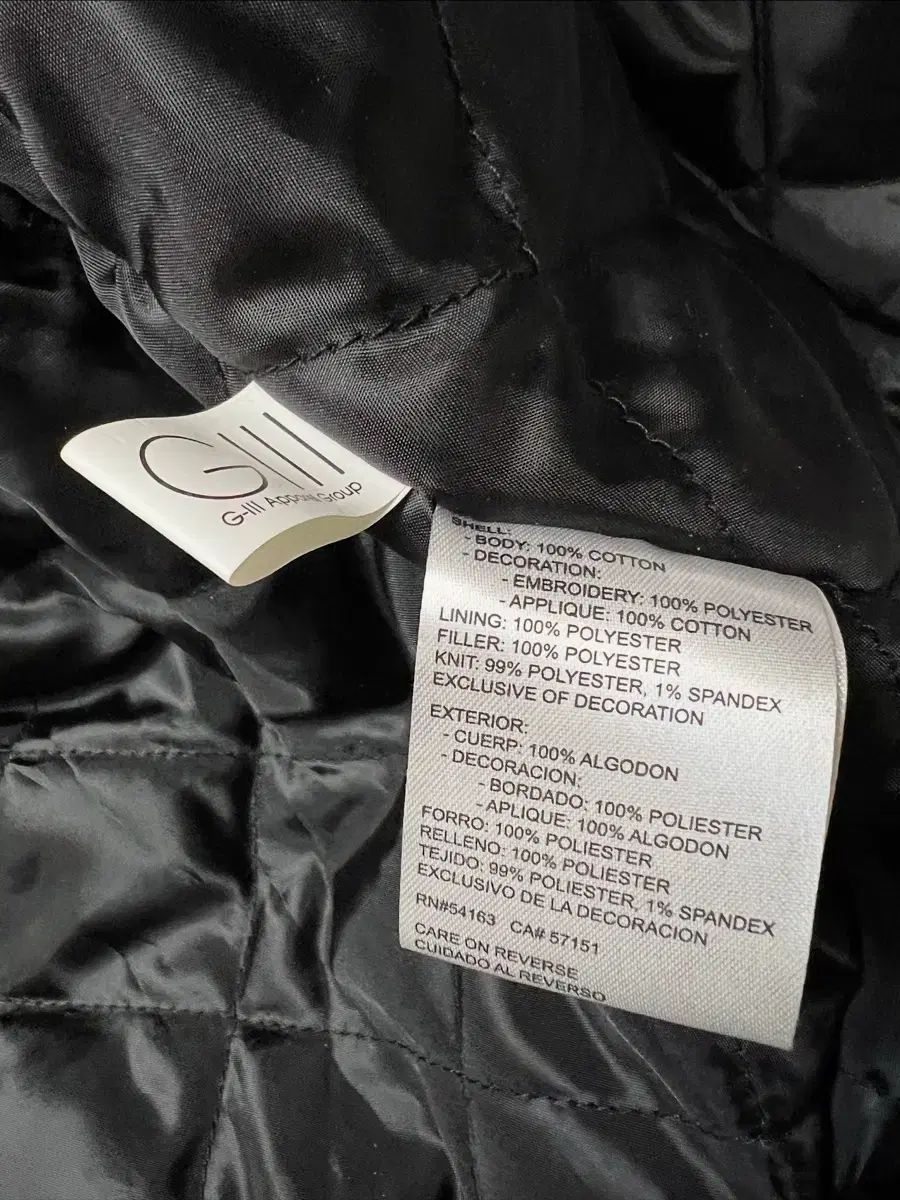 GIII
G-III Apparel Group
SHELL:
- BODY: 100% COTTON
- DECORATION:
- EMBROIDERY: 100% POLYESTER
- APPLIQUE: 100% COTTON
LINING: 100% POLYESTER
FILLER: 100% POLYESTER
KNIT: 99% POLYESTER, 1% SPANDEX
EXCLUSIVE OF DECORATION
EXTERIOR:
- CUERP: 100% ALGODON
- DECORACION:
- BORDADO: 100% POLIESTER
- APLIQUE: 100% ALGODON
FORRO: 100% POLIESTER
RELLENO: 100% POLIESTER
TEJIDO: 99% POLIESTER, 1% SPANDEX
EXCLUSIVO DE LA DECORACION
RN#54163 CA# 57151
CARE ON REVERSE
CUIDADO AL REVERSO